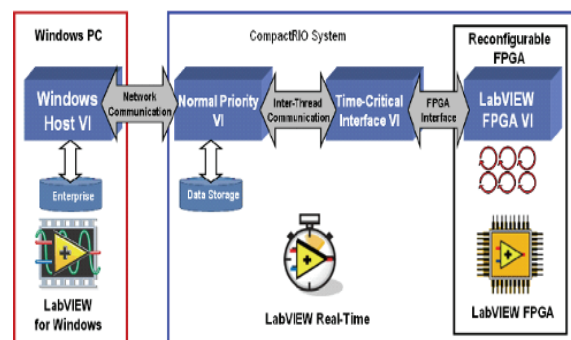 Windows PC
CompactRIO System
Reconfigurable
FPGA
Windows
Host VI
Network
Communication
Normal Priority
VI
Inter-Thread
Communication
Time-Critical
Interface VI
FPGA
Interface
LabVIEW
FPGA VI
Enterprise
Data Storage
LabVIEW
for Windows
LabVIEW Real-Time
LabVIEW FPGA